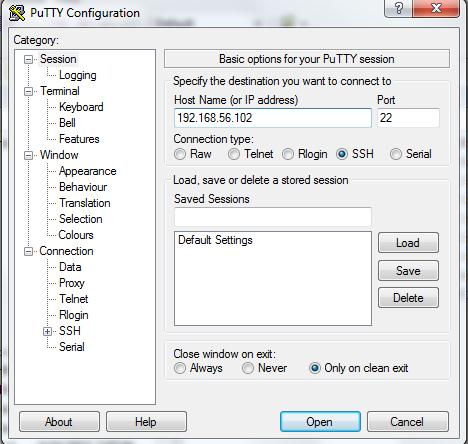 PuTTY Configuration
Category:
Session
Logging
Terminal
Keyboard
Bell
Features
Window
Appearance
Behaviour
Translation
Selection
Colours
Connection
Data
Proxy
Telnet
Rlogin
SSH
Serial
Basic options for your PuTTY session
Specify the destination you want to connect to
Host Name (or IP address) Port
192.168.56.102 22
Connection type:
Raw Telnet Rlogin SSH Serial
Load, save or delete a stored session
Saved Sessions
Default Settings
Load
Save
Delete
Close window on exit:
Always Never Only on clean exit
About Help Open Cancel